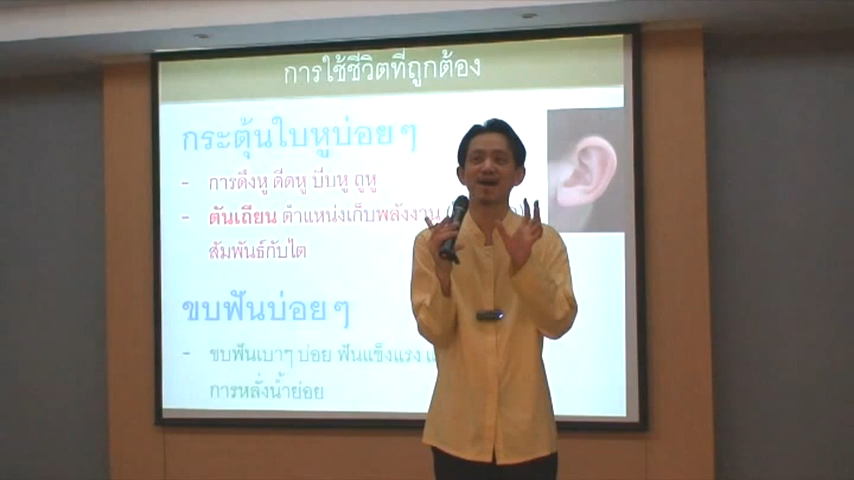 การใช้ชีวิตที่ถูกต้อง
กระตุ้นใบหูบ่อยๆ
- การดึงหู ดีดหู บีบหู ถูหู
- ตันเถียน ตำแหน่งเก็บพลังงาน (
สัมพันธ์กับไต
ขบฟันบ่อยๆ
- ขบฟันเบาๆ บ่อย ฟันแข็งแรง
การหลั่งน้ำย่อย